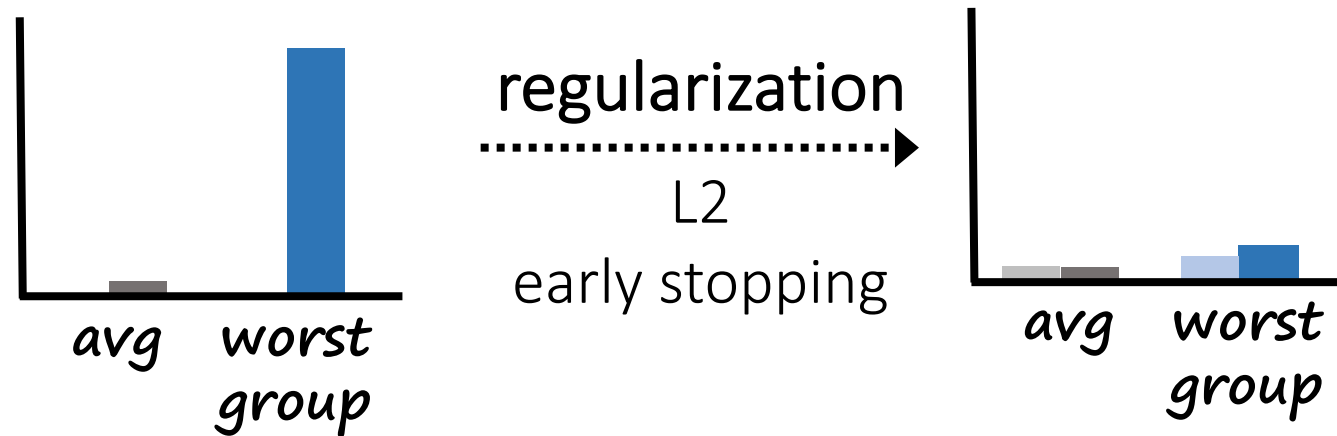 avg
worst
group
regularization
L2
early stopping
avg
worst
group